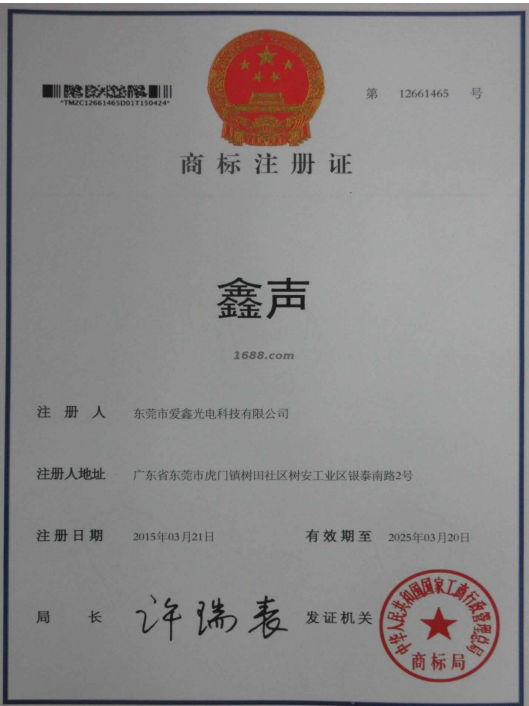 *TMZC12661465D01T150424*
第 12661465 号
商标注册证
鑫声
1688.com
注册人 东莞市爱鑫光电科技有限公司
注册人地址 广东省东莞市虎门镇树田社区树安工业区银泰南路2号
注册日期 2015年03月21日 有效期至 2025年03月20日
局长 许瑞表 发证机关
中华人民共和国国家工商行政管理总局
商标局